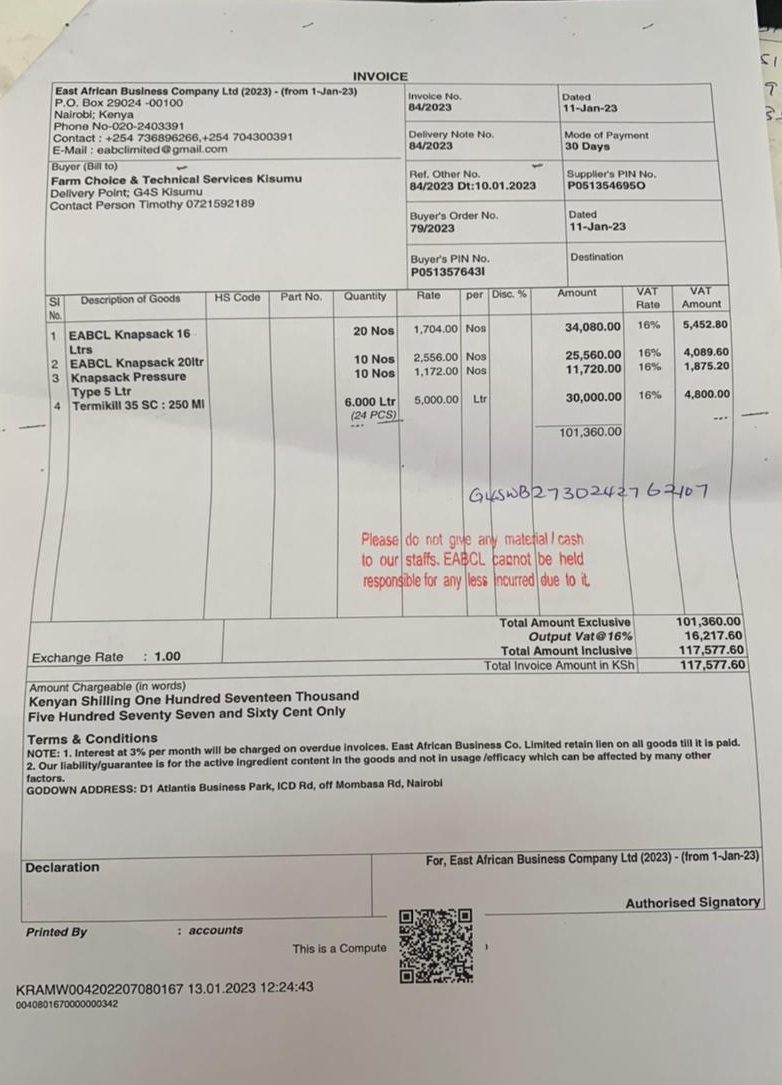 INVOICE
East African Business Company Ltd (2023) - (from 1-Jan-23)
P.O. Box 29024 -00100
Nairobi; Kenya
Phone No-020-2403391
Contact : +254 736896266,+254 704300391
E-Mail : eabclimited@gmail.com
Invoice No.
84/2023
Dated
11-Jan-23
Delivery Note No.
84/2023
Mode of Payment
30 Days
Buyer (Bill to)
Farm Choice & Technical Services Kisumu
Delivery Point; G4S Kisumu
Contact Person Timothy 0721592189
Ref. Other No.
84/2023 Dt:10.01.2023
Supplier's PIN No.
P051354695O
Buyer's Order No.
79/2023
Dated
11-Jan-23
Buyer's PIN No.
P051357643I
Destination
SI No. Description of Goods HS Code Part No. Quantity Rate per Disc. % Amount VAT Rate VAT Amount
1 EABCL Knapsack 16 20 Nos 1,704.00 Nos 34,080.00 16% 5,452.80
Ltrs
2 EABCL Knapsack 20ltr 10 Nos 2,556.00 Nos 25,560.00 16% 4,089.60
3 Knapsack Pressure 10 Nos 1,172.00 Nos 11,720.00 16% 1,875.20
Type 5 Ltr
4 Termikill 35 SC : 250 Ml 6.000 Ltr 5,000.00 Ltr 30,000.00 16% 4,800.00
(24 PCS)
101,360.00
G4SWB2730242762107
Please do not give any material / cash
to our staffs. EABCL cannot be held
responsible for any less incurred due to it.
Total Amount Exclusive 101,360.00
Output Vat@16% 16,217.60
Exchange Rate : 1.00 Total Amount Inclusive 117,577.60
Total Invoice Amount in KSh 117,577.60
Amount Chargeable (in words)
Kenyan Shilling One Hundred Seventeen Thousand
Five Hundred Seventy Seven and Sixty Cent Only
Terms & Conditions
NOTE: 1. Interest at 3% per month will be charged on overdue invoices. East African Business Co. Limited retain lien on all goods till it is paid.
2. Our liability/guarantee is for the active ingredient content in the goods and not in usage /efficacy which can be affected by many other
factors.
GODOWN ADDRESS: D1 Atlantis Business Park, ICD Rd, off Mombasa Rd, Nairobi
Declaration
For, East African Business Company Ltd (2023) - (from 1-Jan-23)
Authorised Signatory
Printed By : accounts
This is a Compute
KRAMW004202207080167 13.01.2023 12:24:43
0040801670000000342